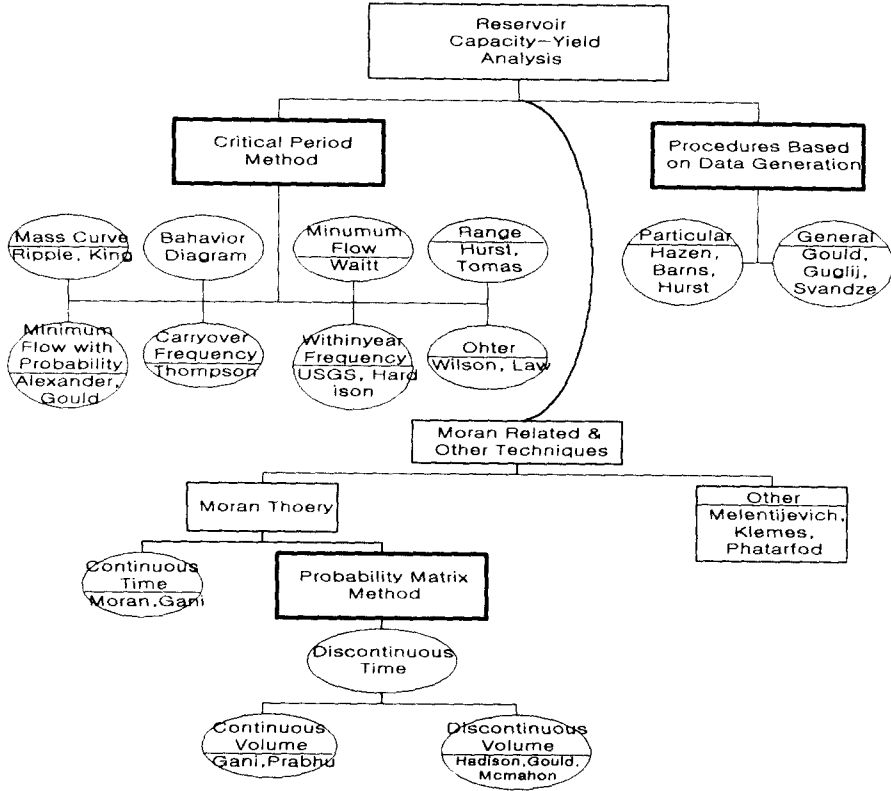 Reservoir
Capacity-Yield
Analysis
Critical Period
Method
Procedures Based
on Data Generation
Mass Curve
Ripple, King
Bahavior
Diagram
Minumum
Flow
Waitt
Range
Hurst,
Tomas
Particular
Hazen,
Barns,
Hurst
General
Gould,
Guglij,
Svandze
Minimum
Flow with
Probability
Alexander,
Gould
Carryover
Frequency
Thompson
Withinyear
Frequency
USGS, Hard
ison
Ohter
Wilson, Law
Moran Related &
Other Techniques
Moran Thoery
Other
Melentijevich,
Klemes,
Phatarfod
Continuous
Time
Moran,Gani
Probability Matrix
Method
Discontinuous
Time
Continuous
Volume
Gani,Prabhu
Discontinuous
Volume
Hadison,Gould,
Mcmahon